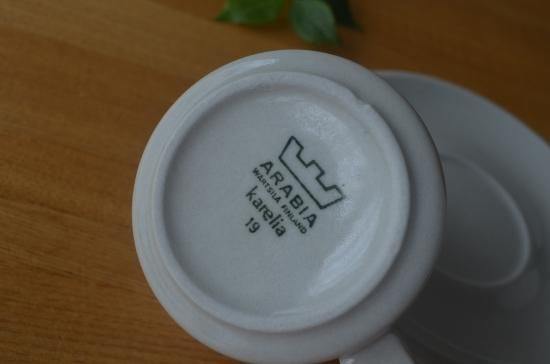 ARABIA
WÄRTSILÄ FINLAND
karelia
19